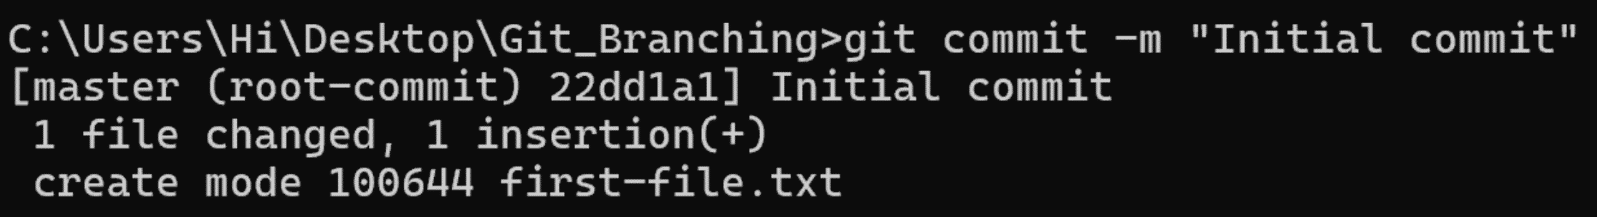 C:\Users\Hi\Desktop\Git_Branching>git commit -m "Initial commit"
[master (root-commit) 22dd1a1] Initial commit
 1 file changed, 1 insertion(+)
 create mode 100644 first-file.txt